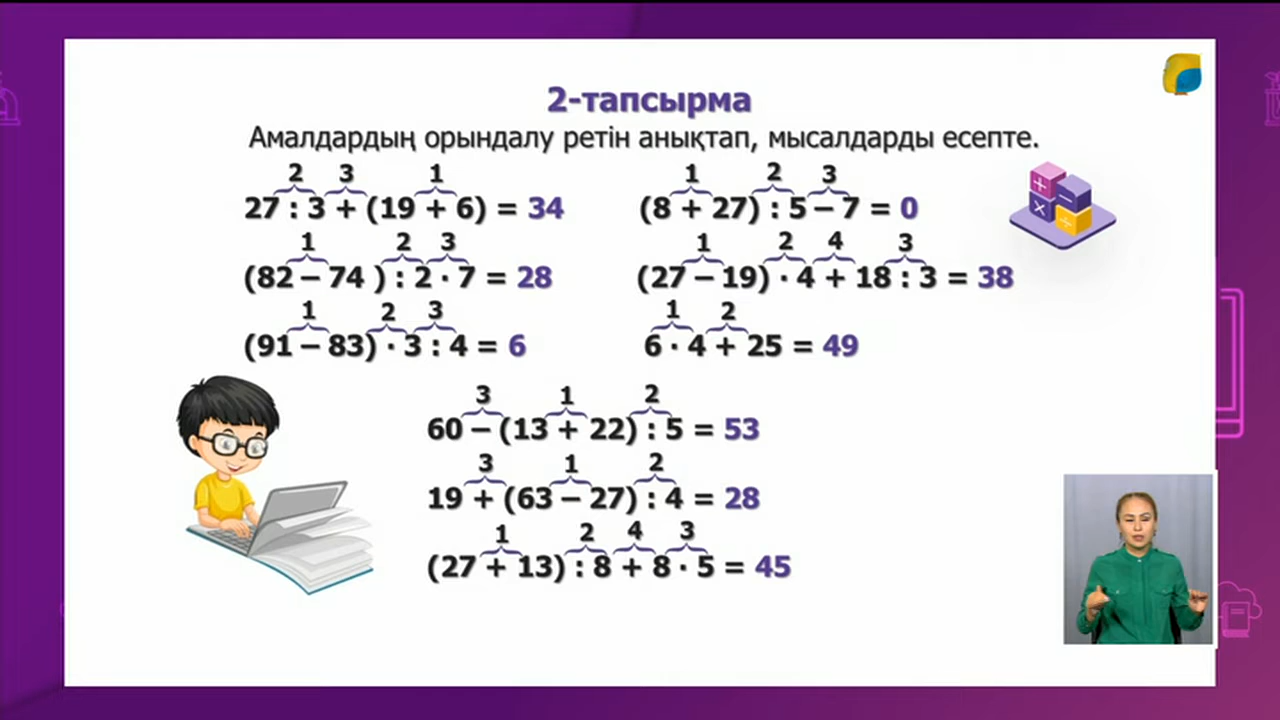 2-тапсырма
Амалдардың орындалу ретін анықтап, мысалдарды есепте.
2 3 1
27 : 3 + (19 + 6) = 34
1 2 3
(8 + 27) : 5 – 7 = 0
1 2 3
(82 – 74 ) : 2 · 7 = 28
1 2 4 3
(27 – 19) · 4 + 18 : 3 = 38
1 2 3
(91 – 83) · 3 : 4 = 6
1 2
6 · 4 + 25 = 49
3 1 2
60 – (13 + 22) : 5 = 53
3 1 2
19 + (63 – 27) : 4 = 28
1 2 4 3
(27 + 13) : 8 + 8 · 5 = 45